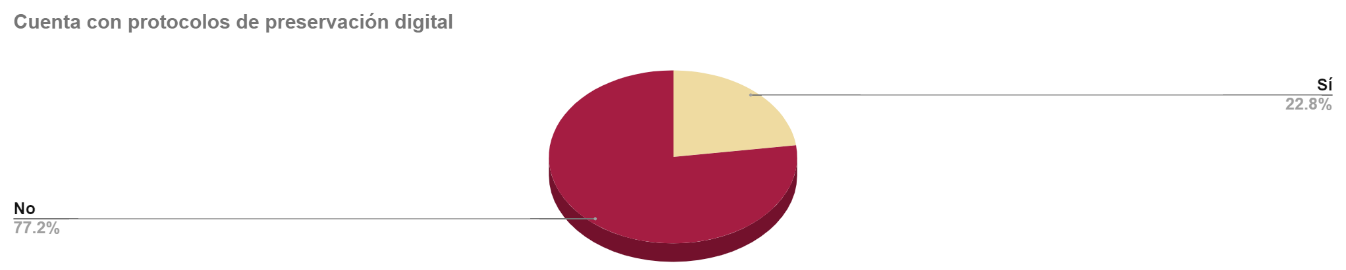 Cuenta con protocolos de preservación digital
Sí
22.8%
No
77.2%